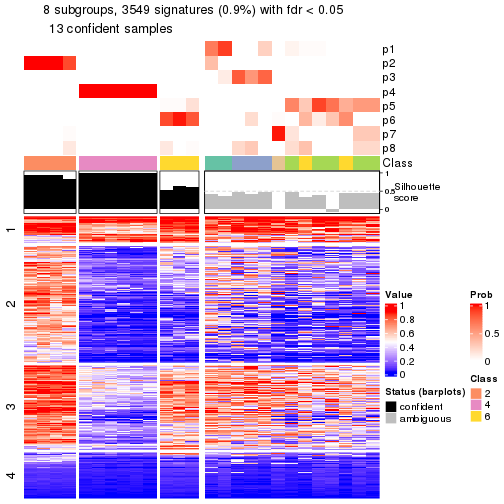 8 subgroups, 3549 signatures (0.9%) with fdr < 0.05
13 confident samples
p1
p2
p3
p4
p5
p6
p7
p8
Class
1
0.5
0
Silhouette
score
1
2
3
4
Value
1
0.8
0.6
0.4
0.2
0
Prob
1
0.5
0
Status (barplots)
confident
ambiguous
Class
2
4
6